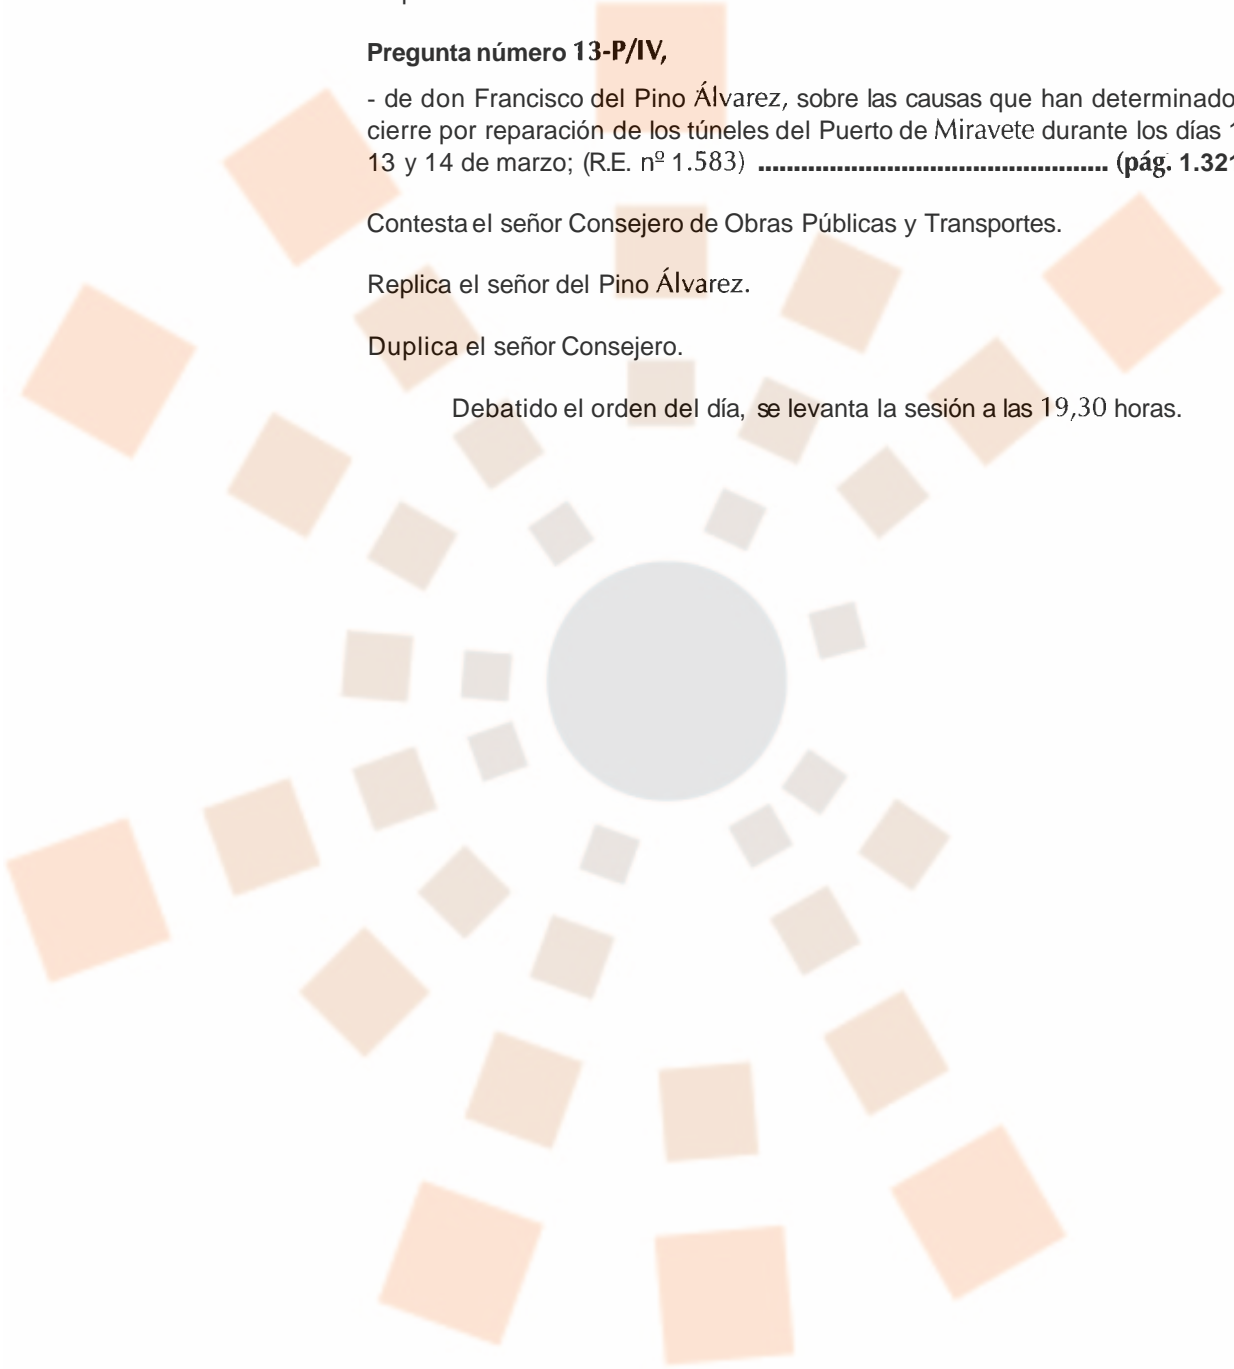 Pregunta número 13-P/IV,
- de don Francisco del Pino Álvarez, sobre las causas que han determinado
cierre por reparación de los túneles del Puerto de Miravete durante los días
13 y 14 de marzo; (R.E. nº 1.583) ................................................. (pág. 1.321
Contesta el señor Consejero de Obras Públicas y Transportes.
Replica el señor del Pino Álvarez.
Duplica el señor Consejero.
Debatido el orden del día, se levanta la sesión a las 19,30 horas.